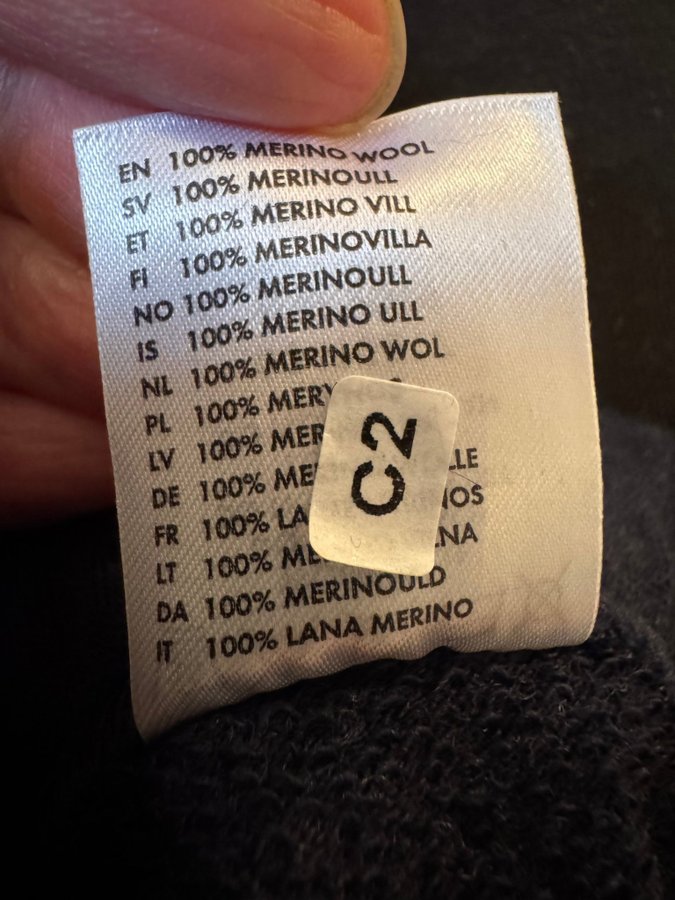 EN 100% MERINO WOOL
SV 100% MERINOULL
ET 100% MERINO VILL
FI 100% MERINOVILLA
NO 100% MERINOULL
IS 100% MERINO ULL
NL 100% MERINO WOL
PL 100%
LV 100%
DE 100%
FR 100%
LT 100%
DA 100% MERINOULD
IT 100% LANA MERINO
C2